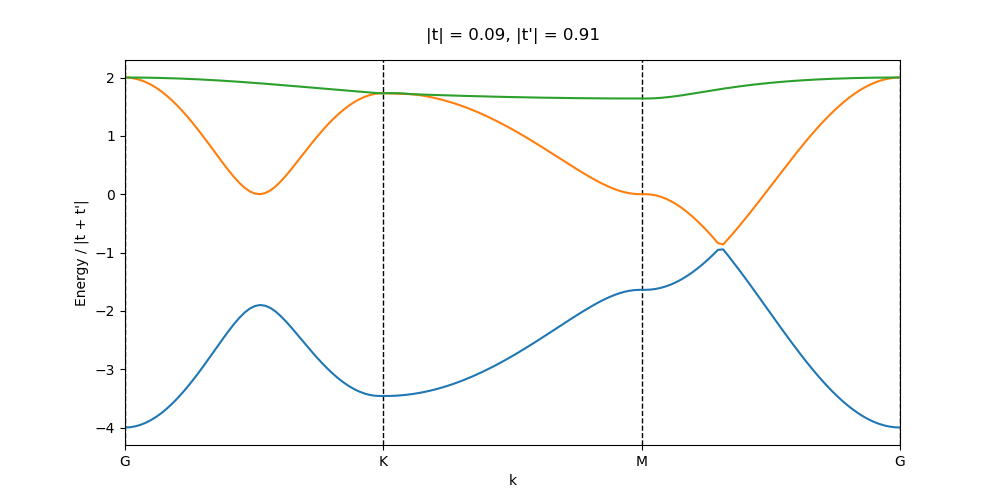 |t| = 0.09, |t'| = 0.91
Energy / |t + t'|
2
1
0
−1
−2
−3
−4
G
K
M
G
k